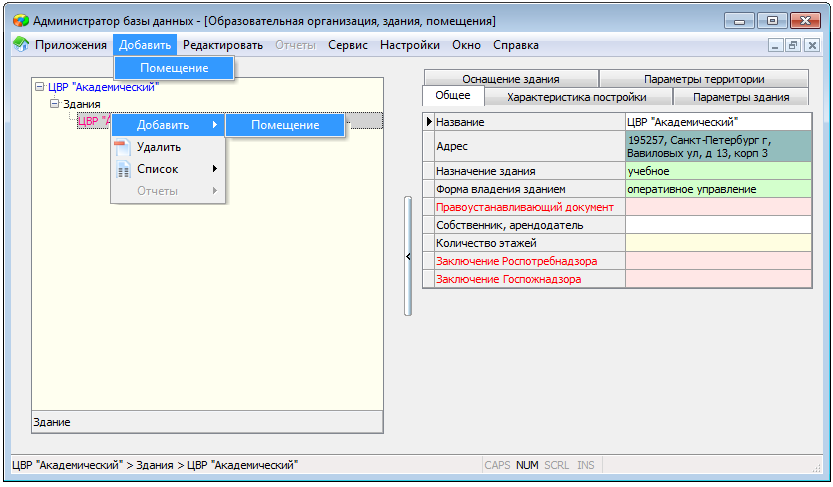 Администратор базы данных - [Образовательная организация, здания, помещения]
Приложения Добавить Редактировать Отчеты Сервис Настройки Окно Справка
Помещение
ЦВР "Академический"
Здания
ЦВР "А
Добавить
Помещение
Удалить
Список
Отчеты
Здание
Оснащение здания Параметры территории
Общее Характеристика постройки Параметры здания
Название ЦВР "Академический"
Адрес 195257, Санкт-Петербург г,
Вавиловых ул, д 13, корп 3
Назначение здания учебное
Форма владения зданием оперативное управление
Правоустанавливающий документ
Собственник, арендодатель
Количество этажей
Заключение Роспотребнадзора
Заключение Госпожнадзора
ЦВР "Академический" > Здания > ЦВР "Академический" CAPS NUM SCRL INS